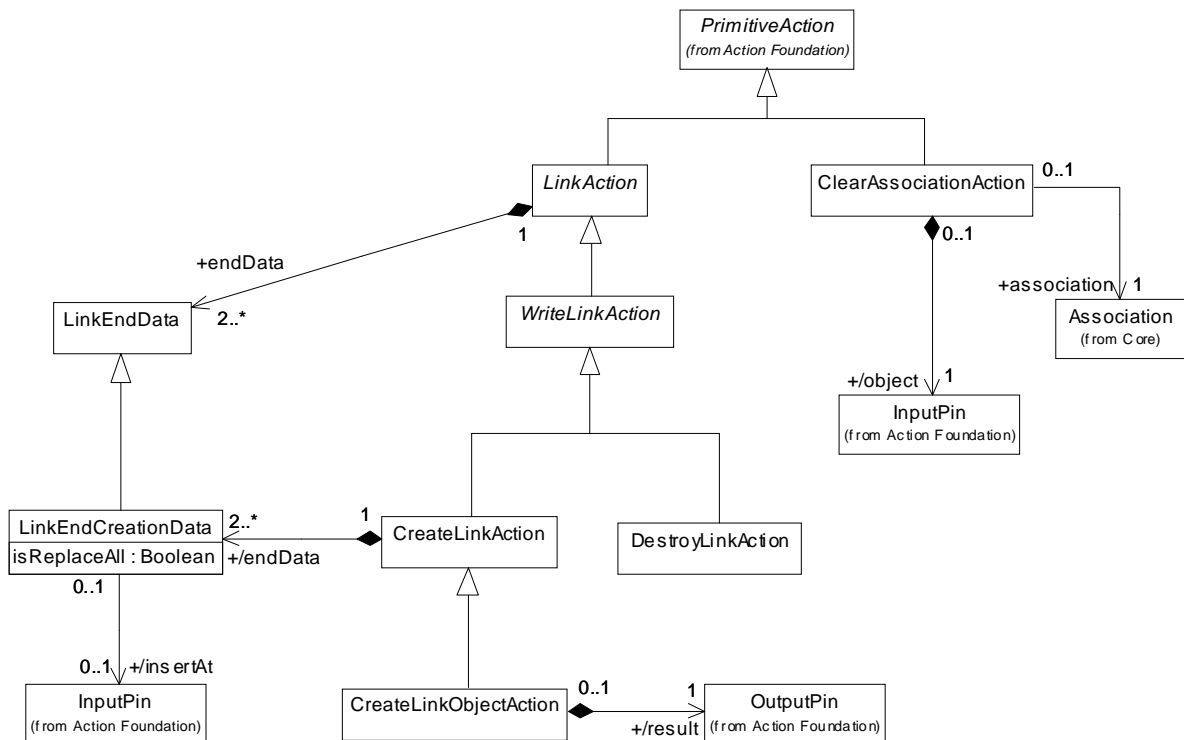 PrimitiveAction
(from Action Foundation)
LinkAction
ClearAssociationAction
0..1
1
0..1
+endData
+association
1
LinkEndData
2..*
WriteLinkAction
Association
(from Core)
+/object
1
InputPin
(from Action Foundation)
LinkEndCreationData
2..*
1
CreateLinkAction
DestroyLinkAction
isReplaceAll : Boolean
+/endData
0..1
0..1
+/insertAt
InputPin
(from Action Foundation)
CreateLinkObjectAction
0..1
1
+/result
OutputPin
(from Action Foundation)